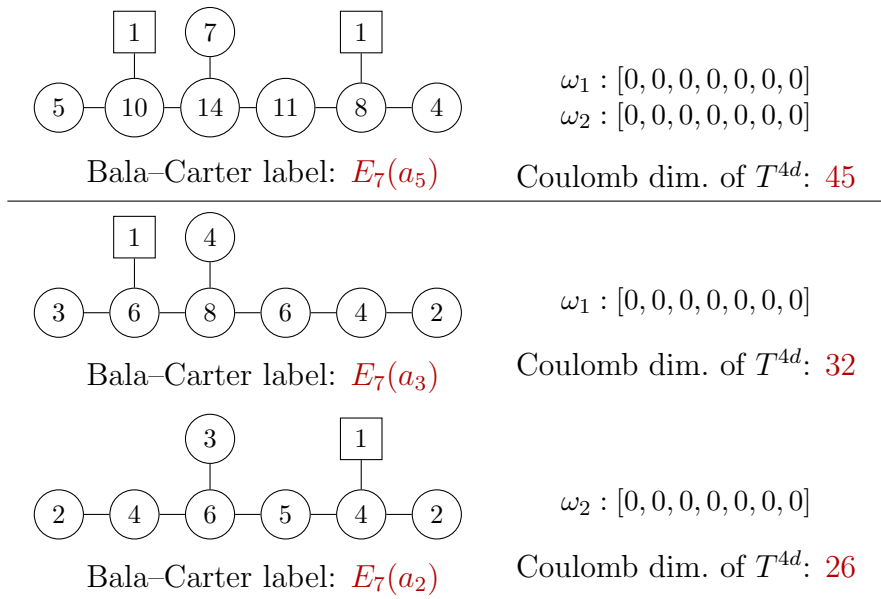 1 7 1
5 10 14 11 8 4
ω₁ : [0, 0, 0, 0, 0, 0, 0]
ω₂ : [0, 0, 0, 0, 0, 0, 0]
Bala–Carter label: E₇(a₅)
Coulomb dim. of T⁴ᵈ: 45
1 4
3 6 8 6 4 2
ω₁ : [0, 0, 0, 0, 0, 0, 0]
Bala–Carter label: E₇(a₃)
Coulomb dim. of T⁴ᵈ: 32
3 1
2 4 6 5 4 2
ω₂ : [0, 0, 0, 0, 0, 0, 0]
Bala–Carter label: E₇(a₂)
Coulomb dim. of T⁴ᵈ: 26